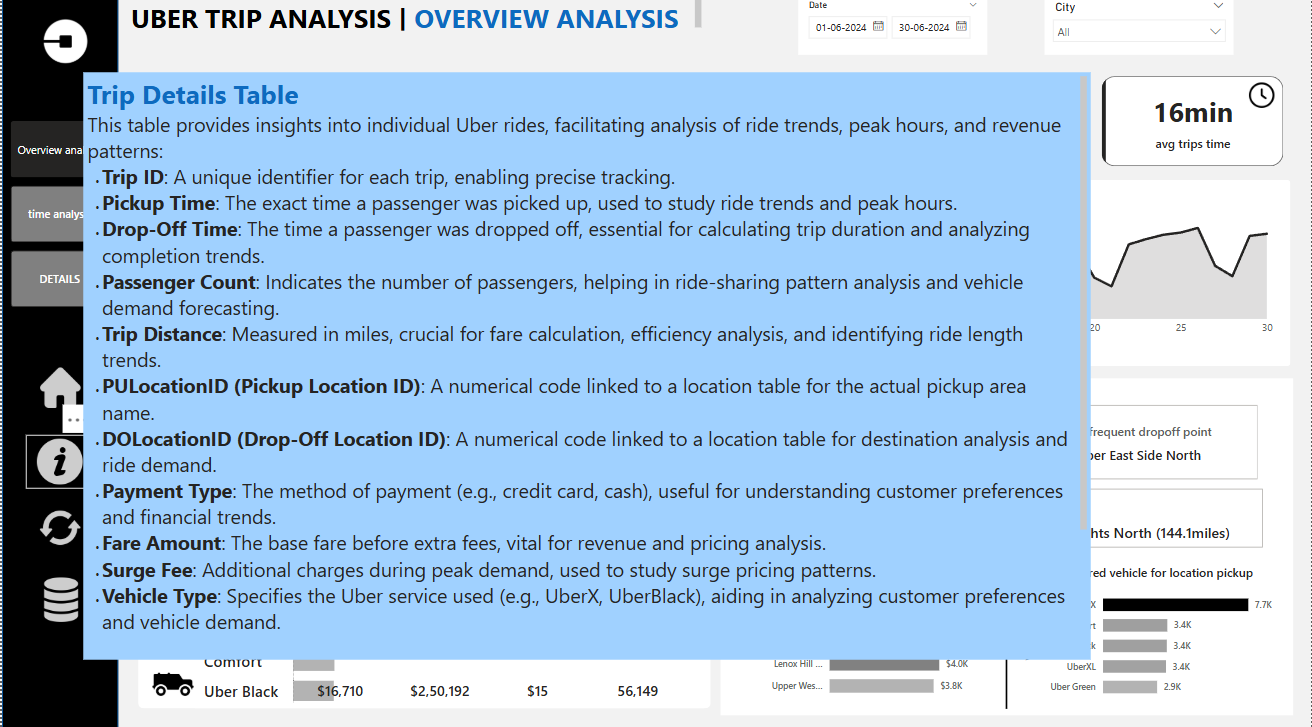 UBER TRIP ANALYSIS | OVERVIEW ANALYSIS
Date
01-06-2024 30-06-2024
City
All
Trip Details Table
This table provides insights into individual Uber rides, facilitating analysis of ride trends, peak hours, and revenue
patterns:
. Trip ID: A unique identifier for each trip, enabling precise tracking.
. Pickup Time: The exact time a passenger was picked up, used to study ride trends and peak hours.
. Drop-Off Time: The time a passenger was dropped off, essential for calculating trip duration and analyzing
completion trends.
. Passenger Count: Indicates the number of passengers, helping in ride-sharing pattern analysis and vehicle
demand forecasting.
. Trip Distance: Measured in miles, crucial for fare calculation, efficiency analysis, and identifying ride length
trends.
. PULocationID (Pickup Location ID): A numerical code linked to a location table for the actual pickup area
name.
. DOLocationID (Drop-Off Location ID): A numerical code linked to a location table for destination analysis and
ride demand.
. Payment Type: The method of payment (e.g., credit card, cash), useful for understanding customer preferences
and financial trends.
. Fare Amount: The base fare before extra fees, vital for revenue and pricing analysis.
. Surge Fee: Additional charges during peak demand, used to study surge pricing patterns.
. Vehicle Type: Specifies the Uber service used (e.g., UberX, UberBlack), aiding in analyzing customer preferences
and vehicle demand.
Overview ana
time analys
DETAILS
16min
avg trips time
20 25 30
frequent dropoff point
per East Side North
hts North (144.1miles)
red vehicle for location pickup
X 7.7K
rt 3.4K
k 3.4K
UberXL 3.4K
Uber Green 2.9K
Comfort
Uber Black $16,710 $2,50,192 $15 56,149
Lenox Hill ... $4.0K
Upper Wes... $3.8K